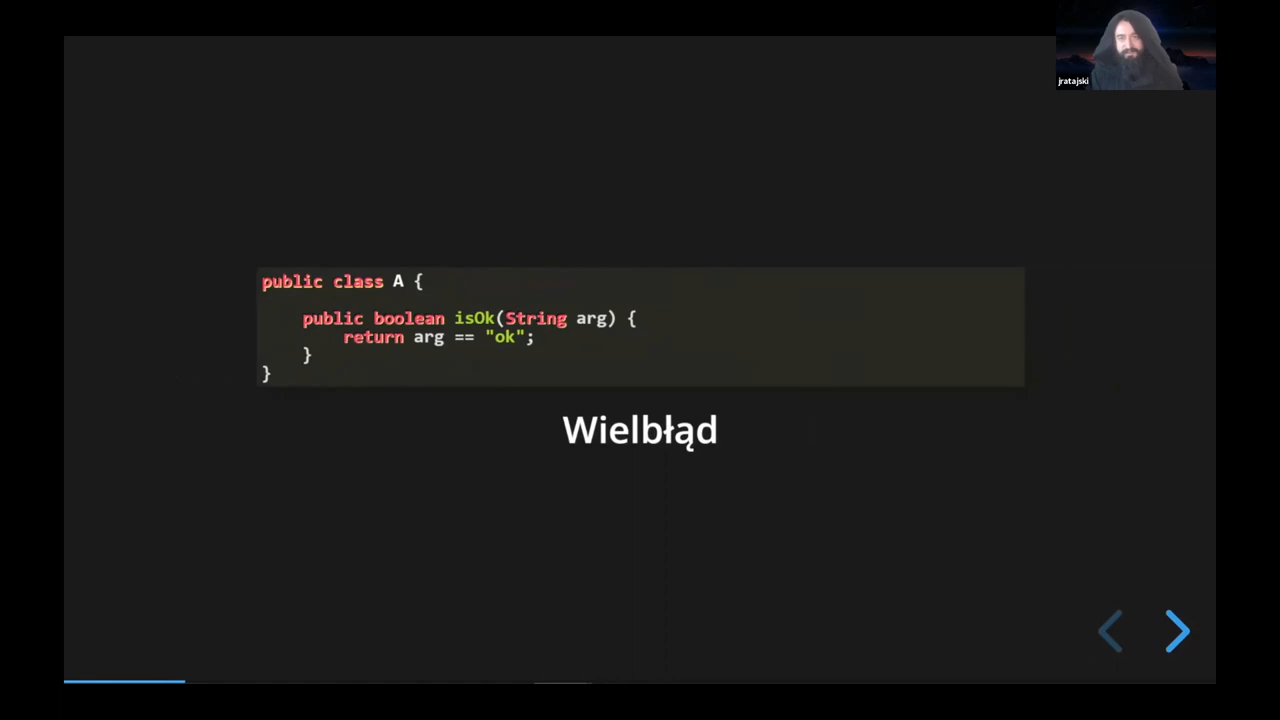 jratajski
public class A {
public boolean isOk(String arg) {
return arg == "ok";
}
}
Wielbłąd